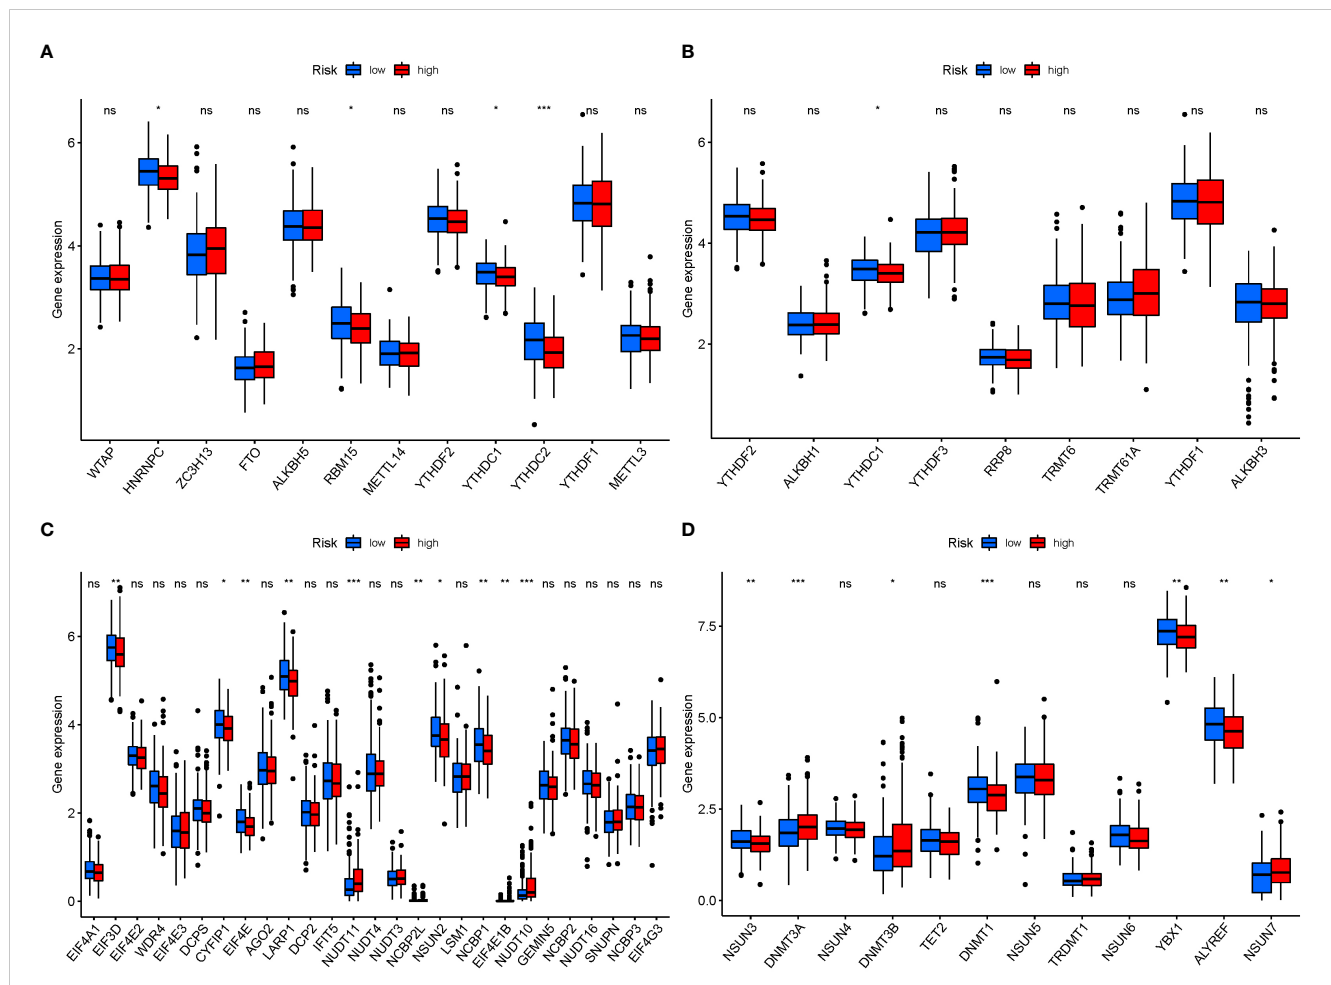 A
Risk low high
ns * ns ns ns * ns ns * *** ns ns
Gene expression
6
4
2
WTAP HNRNPC ZC3H13 FTO ALKBH5 RBM15 METTL14 YTHDF2 YTHDC1 YTHDC2 YTHDF1 METTL3
B
Risk low high
ns ns * ns ns ns ns ns ns
Gene expression
6
4
2
YTHDF2 ALKBH1 YTHDC1 YTHDF3 RRP8 TRMT6 TRMT61A YTHDF1 ALKBH3
C
Risk low high
ns ** ns ns ns ns * ** ns ** ns ns *** ns ns ** * ns ** ** *** ns ns ns ns ns ns
Gene expression
6
4
2
0
EIF4A1 EIF3D EIF4E2 WDR4 EIF4E3 DCPS CYFIP1 EIF4E AGO2 LARP1 DCP2 IFIT5 NUDT11 NUDT4 NUDT3 NCBP2L NSUN2 LSM1 NCBP1 EIF4E1B NUDT10 GEMIN5 NCBP2 NUDT16 SNUPN NCBP3 EIF4G3
D
Risk low high
** *** ns * ns *** ns ns ns ** ** *
Gene expression
7.5
5.0
2.5
0.0
NSUN3 DNMT3A NSUN4 DNMT3B TET2 DNMT1 NSUN5 TRDMT1 NSUN6 YBX1 ALYREF NSUN7